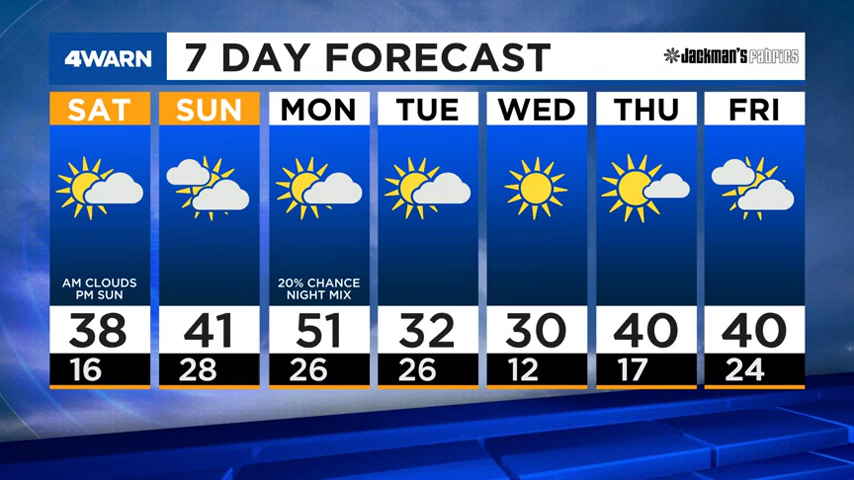 4WARN 7 DAY FORECAST Jackman's Fabrics
SAT SUN MON TUE WED THU FRI
AM CLOUDS
PM SUN
20% CHANCE
NIGHT MIX
38 41 51 32 30 40 40
16 28 26 26 12 17 24